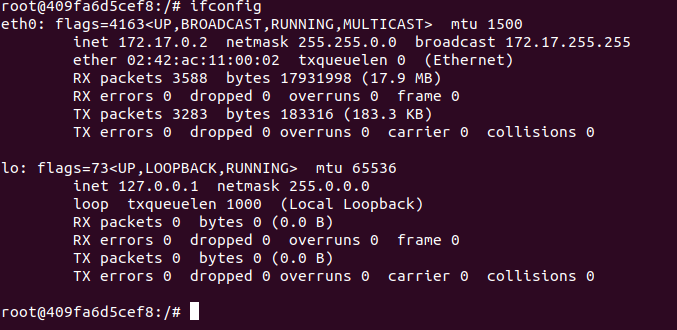 root@409fa6d5cef8:/# ifconfig
eth0: flags=4163<UP,BROADCAST,RUNNING,MULTICAST>  mtu 1500
        inet 172.17.0.2  netmask 255.255.0.0  broadcast 172.17.255.255
        ether 02:42:ac:11:00:02  txqueuelen 0  (Ethernet)
        RX packets 3588  bytes 17931998 (17.9 MB)
        RX errors 0  dropped 0  overruns 0  frame 0
        TX packets 3283  bytes 183316 (183.3 KB)
        TX errors 0  dropped 0 overruns 0  carrier 0  collisions 0

lo: flags=73<UP,LOOPBACK,RUNNING>  mtu 65536
        inet 127.0.0.1  netmask 255.0.0.0
        loop  txqueuelen 1000  (Local Loopback)
        RX packets 0  bytes 0 (0.0 B)
        RX errors 0  dropped 0  overruns 0  frame 0
        TX packets 0  bytes 0 (0.0 B)
        TX errors 0  dropped 0 overruns 0  carrier 0  collisions 0

root@409fa6d5cef8:/#